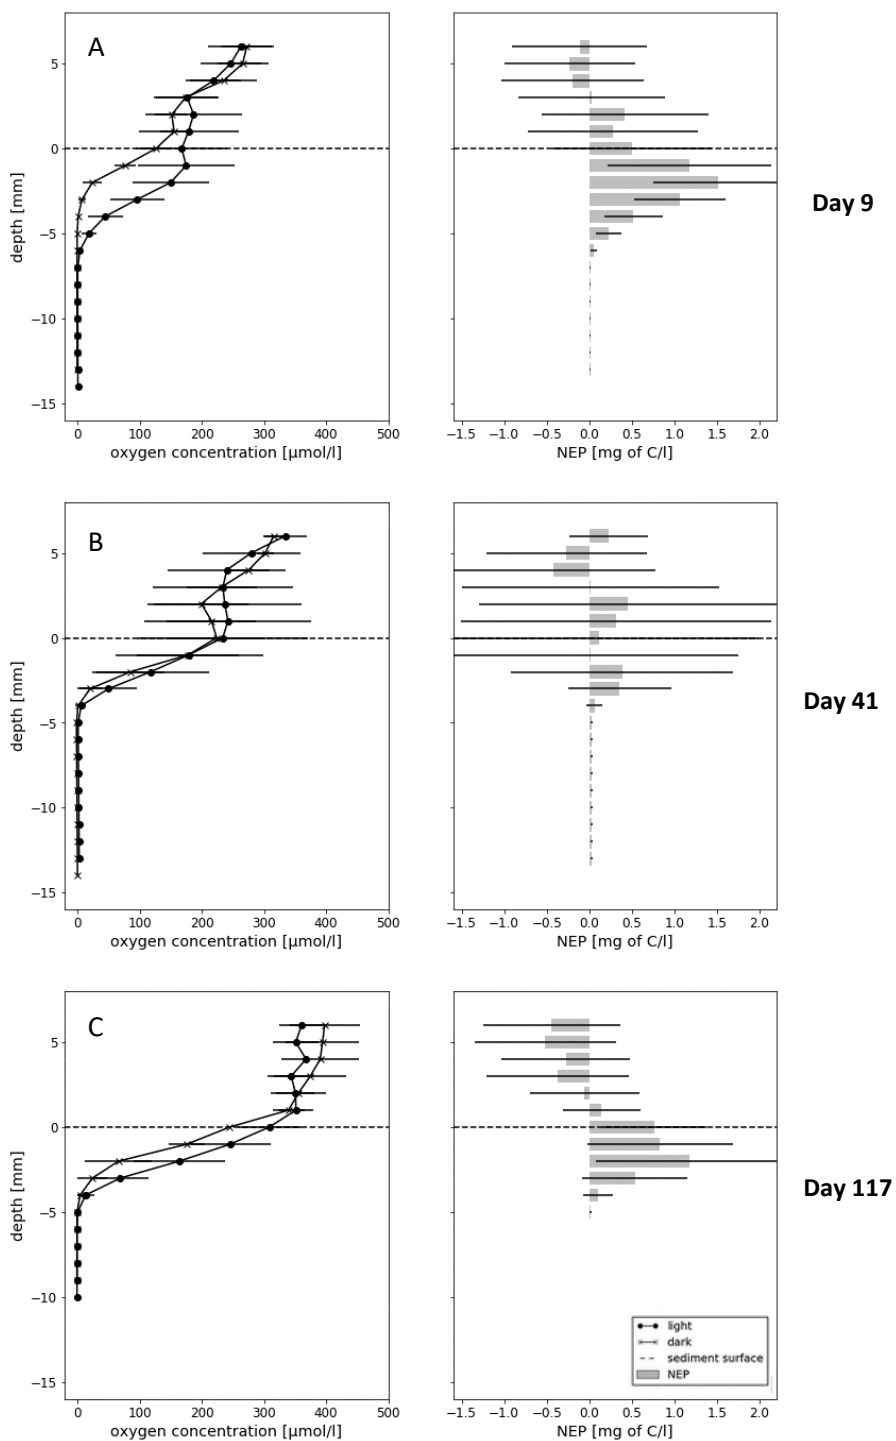 A
5
0
−5
−10
−15
depth [mm]
0 100 200 300 400 500
oxygen concentration [µmol/l]
−1.5 −1.0 −0.5 0.0 0.5 1.0 1.5 2.0
NEP [mg of C/l]
Day 9
B
5
0
−5
−10
−15
depth [mm]
0 100 200 300 400 500
oxygen concentration [µmol/l]
−1.5 −1.0 −0.5 0.0 0.5 1.0 1.5 2.0
NEP [mg of C/l]
Day 41
C
5
0
−5
−10
−15
depth [mm]
0 100 200 300 400 500
oxygen concentration [µmol/l]
light
dark
sediment surface
NEP
−1.5 −1.0 −0.5 0.0 0.5 1.0 1.5 2.0
NEP [mg of C/l]
Day 117